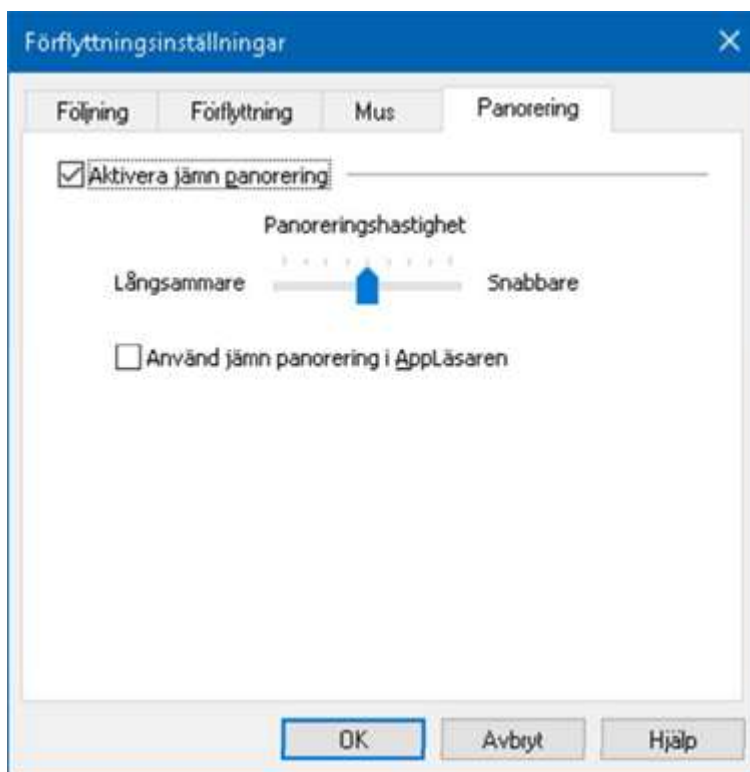 Förflyttningsinställningar
Följning Förflyttning Mus Panorering
Aktivera jämn panorering
Panoreringshastighet
Långsammare Snabbare
Använd jämn panorering i AppLäsaren
OK Avbryt Hjälp